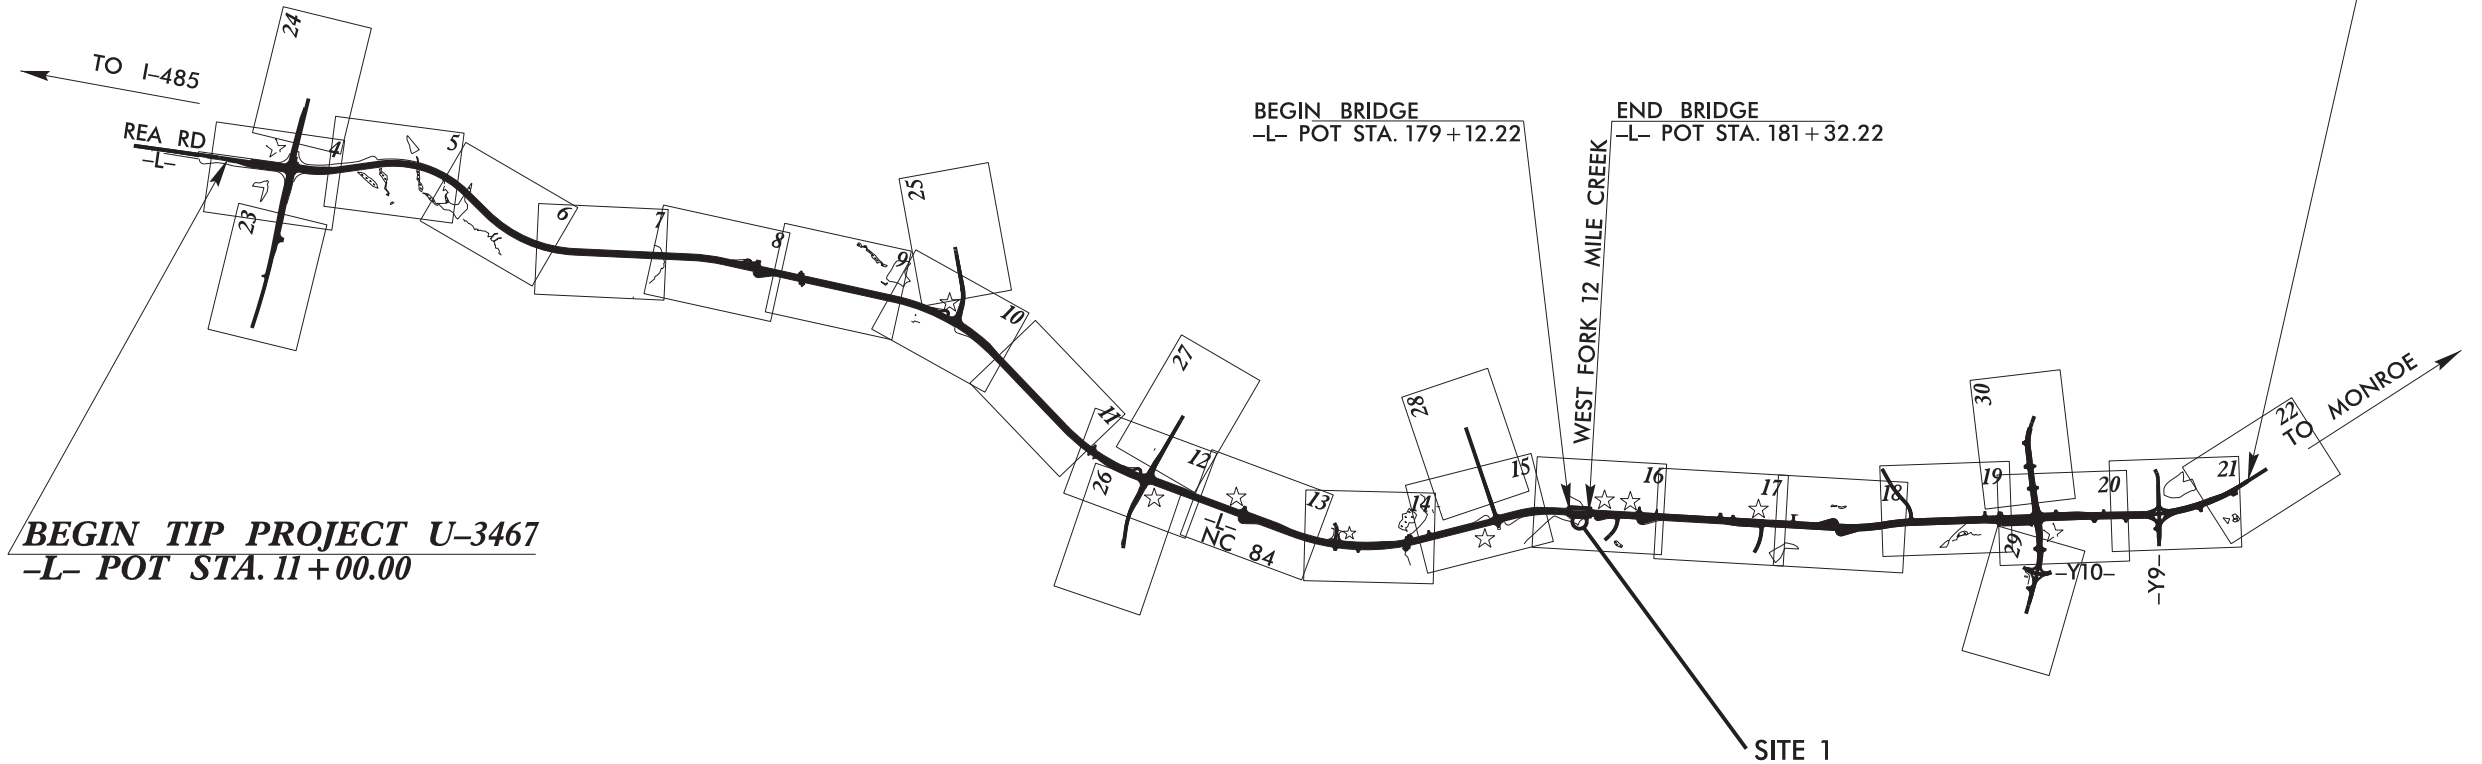 24
TO I–485
REA RD
–L–
4
5
23
6
7
8
9
25
10
BEGIN BRIDGE
–L– POT STA. 179+12.22
END BRIDGE
–L– POT STA. 181+32.22
WEST FORK 12 MILE CREEK
11
27
12
26
–L–
NC 84
13
14
28
15
16
17
18
19
30
20
21
22
TO MONROE
29
–Y10–
–Y9–
BEGIN TIP PROJECT U–3467
–L– POT STA. 11+00.00
SITE 1